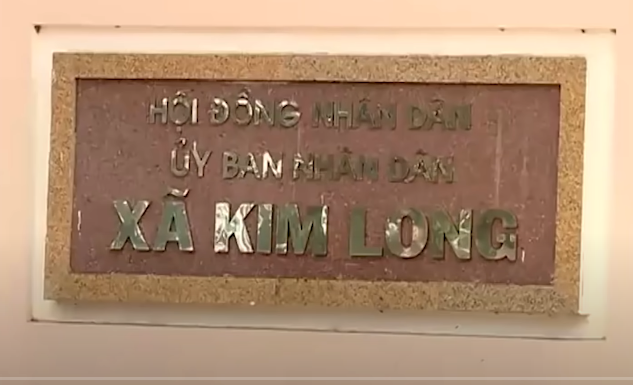 HỘI ĐỒNG NHÂN DÂN
ỦY BAN NHÂN DÂN
XÃ KIM LONG